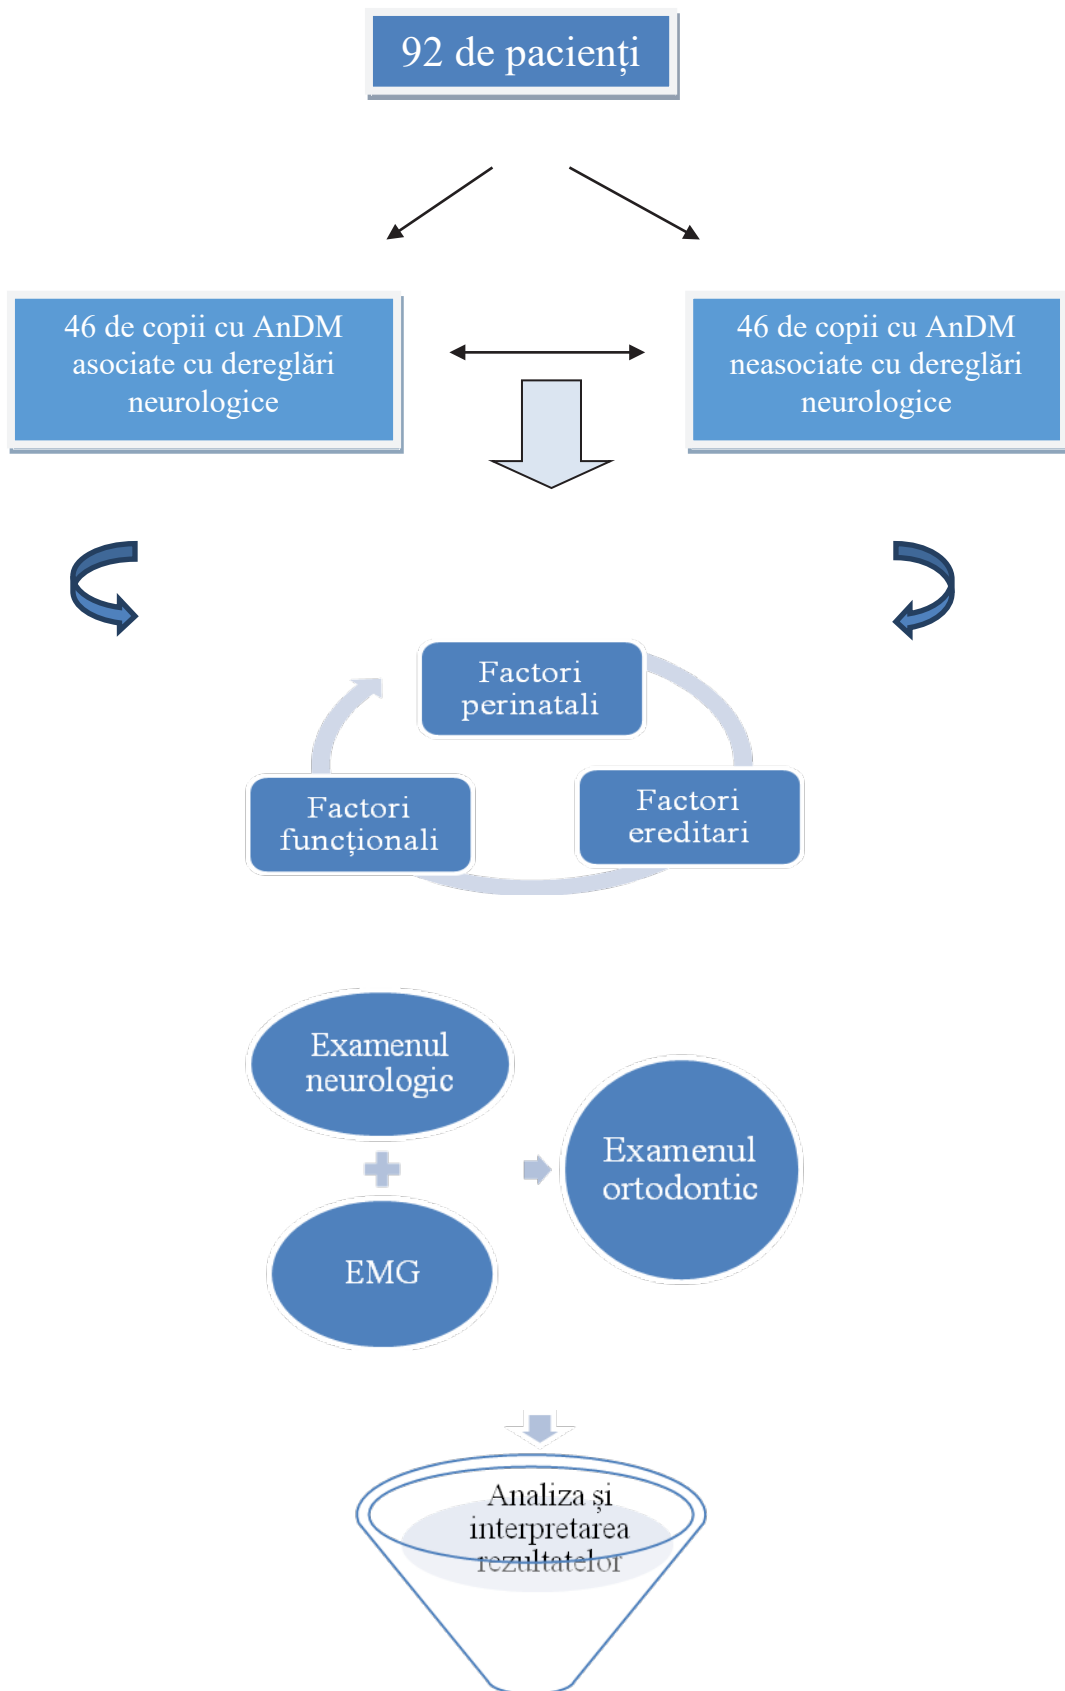 92 de pacienți
46 de copii cu AnDM
asociate cu dereglări
neurologice
46 de copii cu AnDM
neasociate cu dereglări
neurologice
Factori
perinatali
Factori
funcționali
Factori
ereditari
Examenul
neurologic
Examenul
ortodontic
EMG
Analiza și
interpretarea
rezultatelor